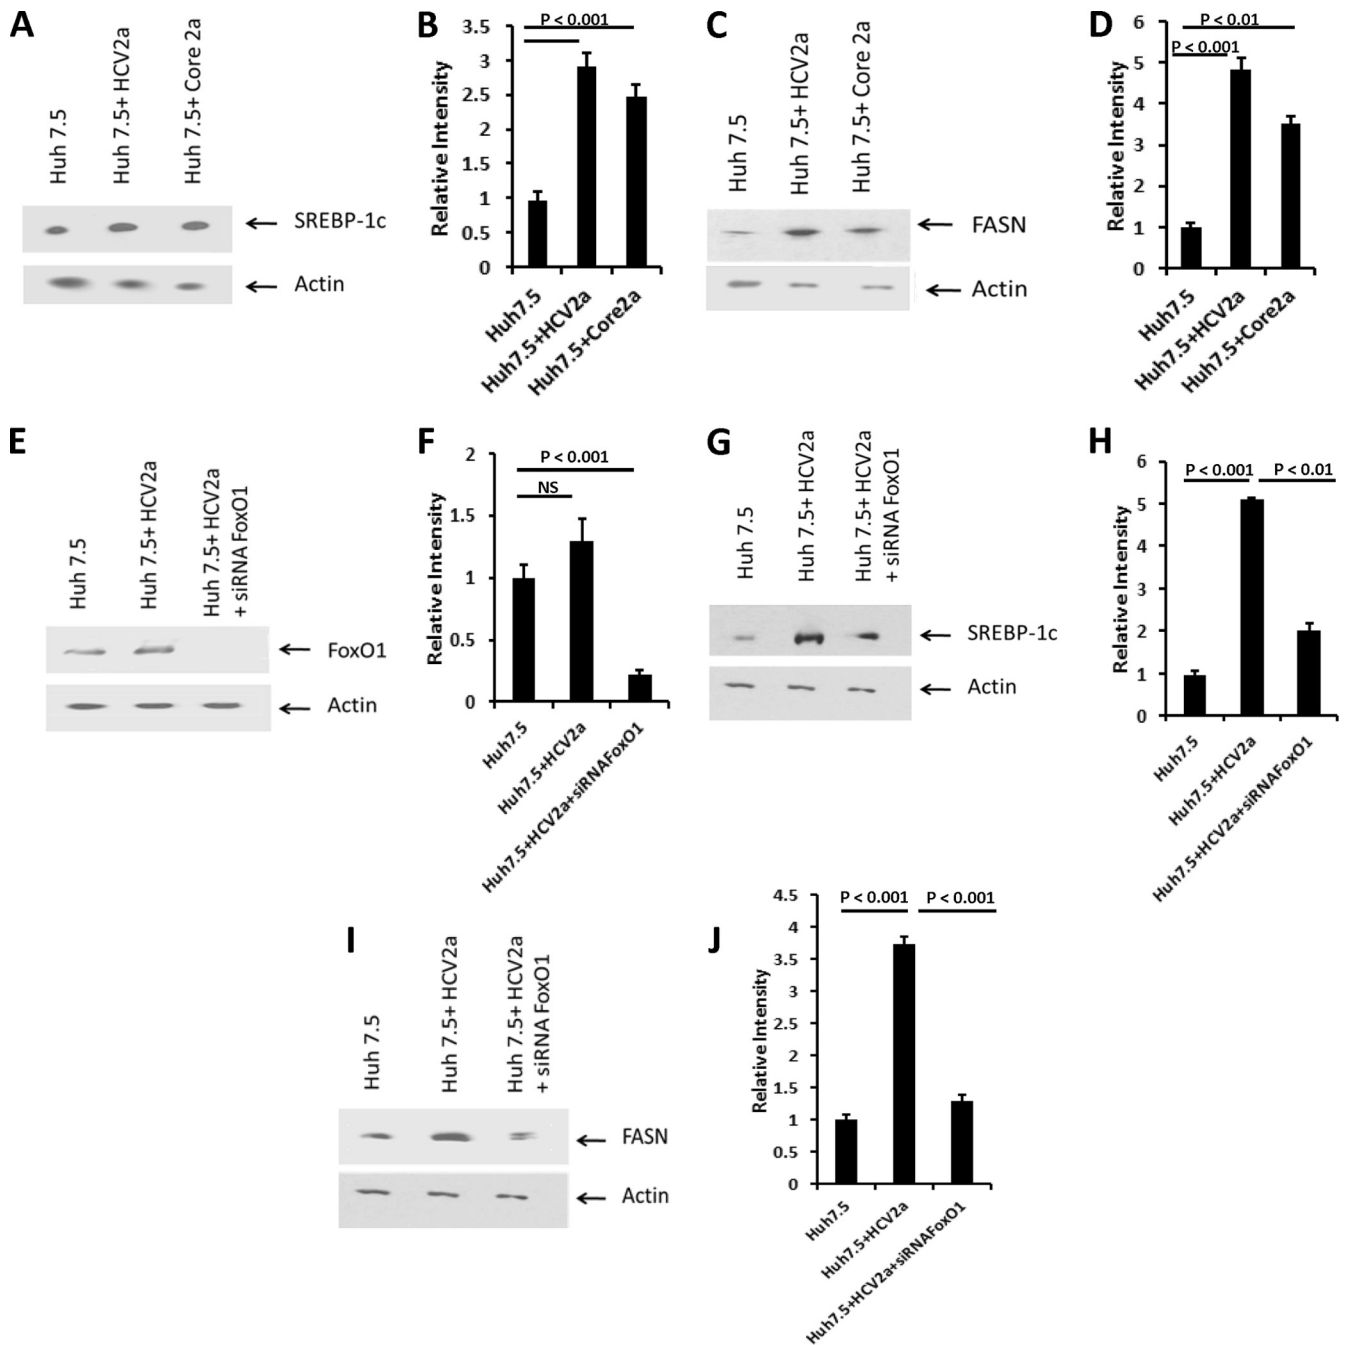 A
Huh 7.5
Huh 7.5+ HCV2a
Huh 7.5+ Core 2a
SREBP-1c
Actin
B
P < 0.001
Relative Intensity
3.5
3
2.5
2
1.5
1
0.5
0
Huh7.5
Huh7.5+HCV2a
Huh7.5+Core2a
C
Huh 7.5
Huh 7.5+ HCV2a
Huh 7.5+ Core 2a
FASN
Actin
D
P < 0.01
P < 0.001
Relative Intensity
6
5
4
3
2
1
0
Huh7.5
Huh7.5+HCV2a
Huh7.5+Core2a
E
Huh 7.5
Huh 7.5+ HCV2a
Huh 7.5+ HCV2a
+ siRNA FoxO1
FoxO1
Actin
F
P < 0.001
NS
Relative Intensity
2
1.5
1
0.5
0
Huh7.5
Huh7.5+HCV2a
Huh7.5+HCV2a+siRNAFoxO1
G
Huh 7.5
Huh 7.5+ HCV2a
Huh 7.5+ HCV2a
+ siRNA FoxO1
SREBP-1c
Actin
H
P < 0.001
P < 0.01
Relative Intensity
6
5
4
3
2
1
0
Huh7.5
Huh7.5+HCV2a
Huh7.5+HCV2a+siRNAFoxO1
I
Huh 7.5
Huh 7.5+ HCV2a
Huh 7.5+ HCV2a
+ siRNA FoxO1
FASN
Actin
J
P < 0.001
P < 0.001
Relative Intensity
4.5
4
3.5
3
2.5
2
1.5
1
0.5
0
Huh7.5
Huh7.5+HCV2a
Huh7.5+HCV2a+siRNAFoxO1